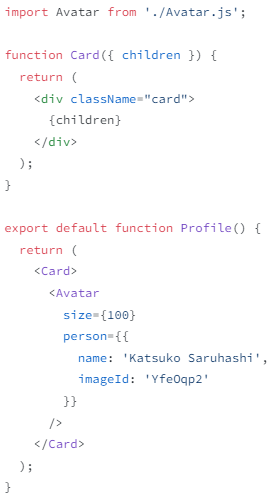 import Avatar from './Avatar.js';

function Card({ children }) {
  return (
    <div className="card">
      {children}
    </div>
  );
}

export default function Profile() {
  return (
    <Card>
      <Avatar
        size={100}
        person={{
          name: 'Katsuko Saruhashi',
          imageId: 'YfeOqp2'
        }}
      />
    </Card>
  );
}